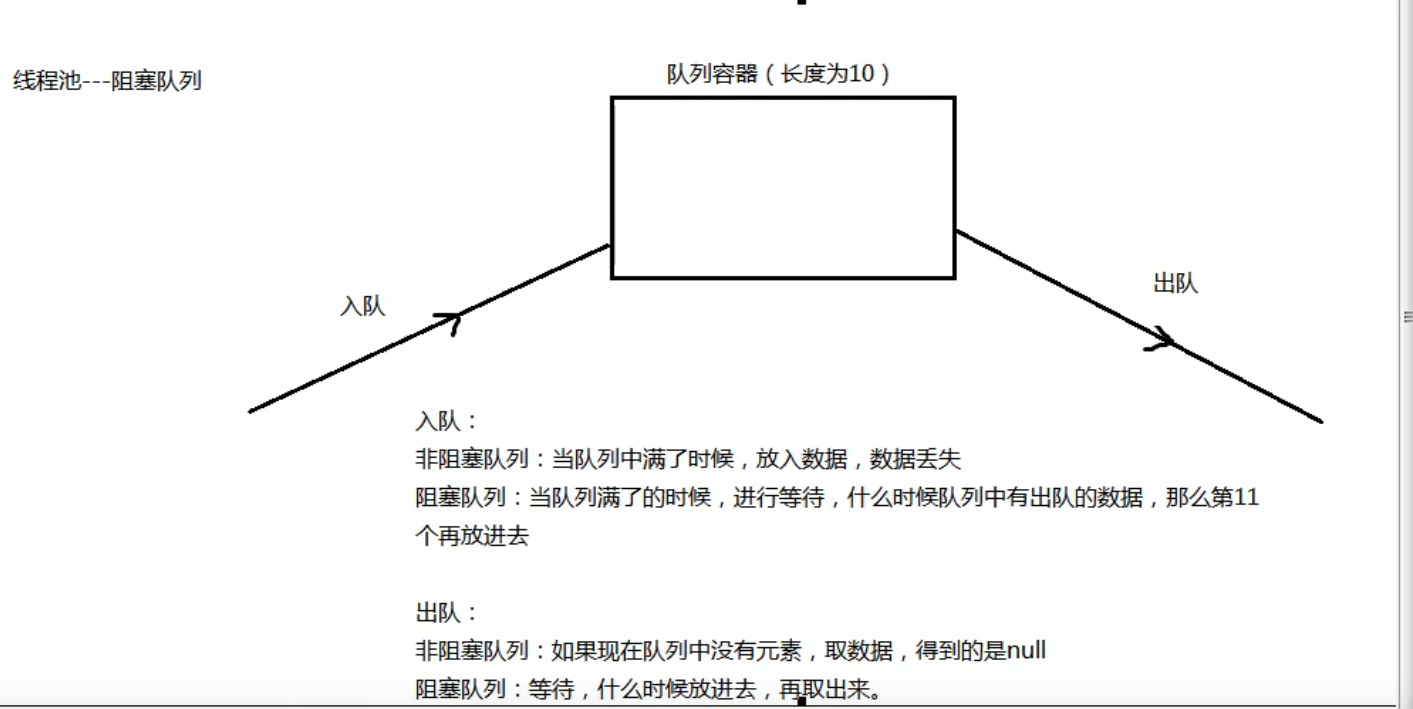 线程池---阻塞队列
队列容器（长度为10）
入队
出队
入队：
非阻塞队列：当队列中满了时候，放入数据，数据丢失
阻塞队列：当队列满了的时候，进行等待，什么时候队列中有出队的数据，那么第11
个再放进去
出队：
非阻塞队列：如果现在队列中没有元素，取数据，得到的是null
阻塞队列：等待，什么时候放进去，再取出来。